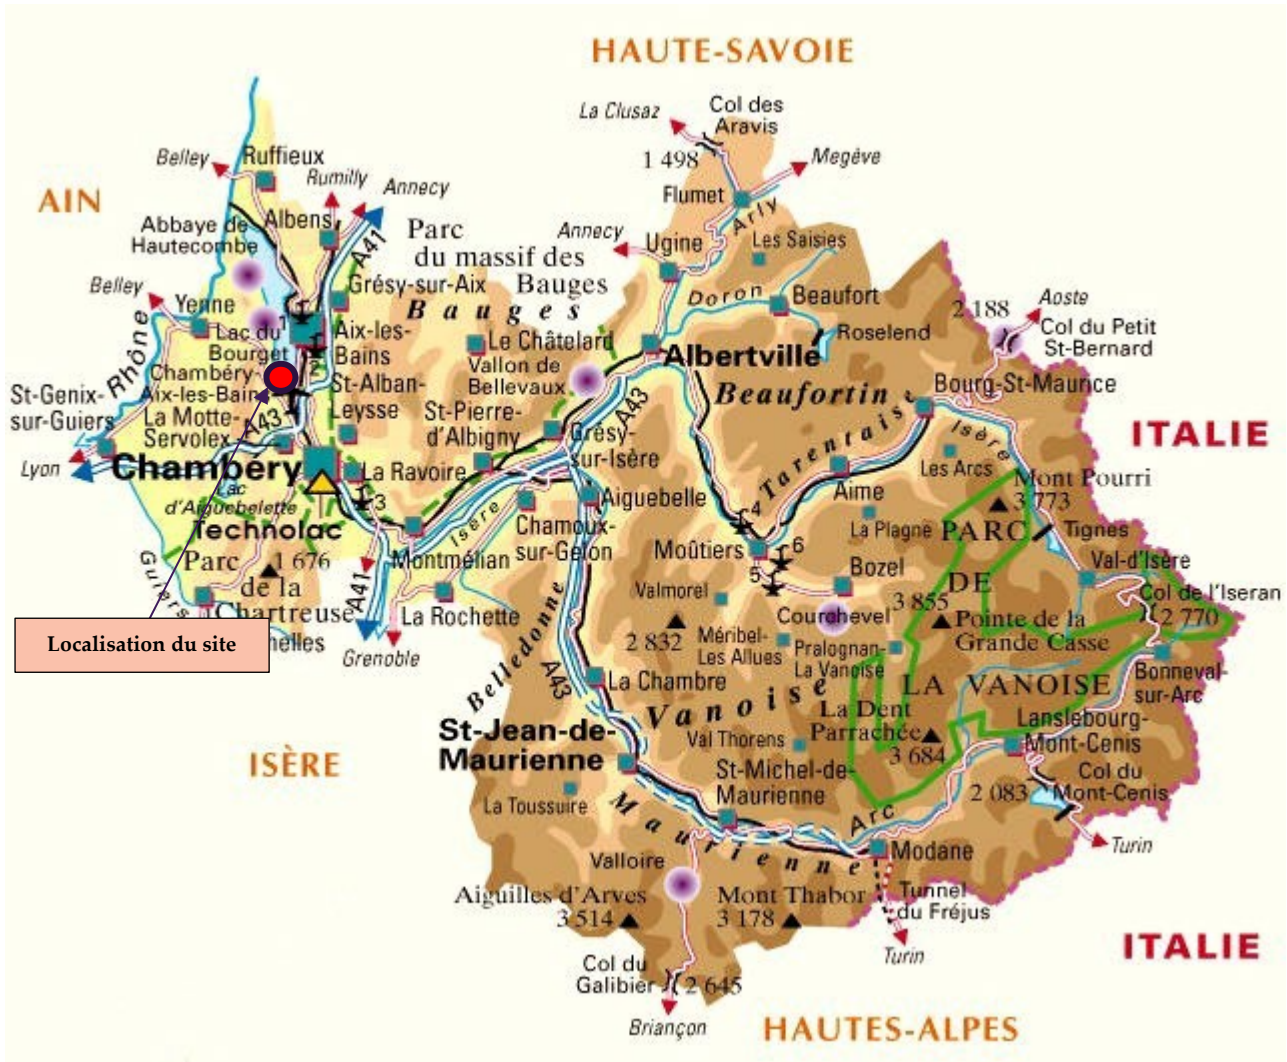 HAUTE-SAVOIE
La Clusaz
Col des
Aravis
1 498
Megève
Belley
Ruffieux
Rumilly
Annecy
Flumet
AIN
Abbaye de
Hautecombe
Albens
A41
Parc
du massif des
Bauges
Annecy
Ugine
Arly
Les Saisies
Belley
Yenne
Grésy-sur-Aix
Bauges
Doron
Beaufort
2 188
Aoste
Col du Petit
St-Bernard
Rhône
Lac du
Bourget
1
2
Aix-les-
Bains
Le Châtelard
Vallon de
Bellevaux
Albertville
Roselend
Chambéry-
Aix-les-Bains
St-Genix-
sur-Guiers
La Motte-
Servolex
A43
St-Alban-
Leysse
St-Pierre-
d'Albigny
A43
Beaufortin
Bourg-St-Maurice
ITALIE
Lyon
Chambéry
La Ravoire
Grésy-
sur-Isère
Tarentaise
Isère
Les Arcs
Mont Pourri
3 773
Lac
d'Aiguebelette
Technolac
3
Isère
Chamoux-
sur-Gelon
Aiguebelle
4
Aime
La Plagne
PARC
Tignes
Guiers
Parc
de la
Chartreuse
1 676
Montmélian
Moûtiers
5
6
Bozel
DE
Val-d'Isère
Col de l'Iseran
2 770
A41
La Rochette
Valmorel
Courchevel
3 855
Pointe de la
Grande Casse
Localisation du site
helles
Grenoble
Belledonne
2 832
Méribel-
Les Allues
Pralognan-
La Vanoise
A43
La Chambre
Vanoise
LA VANOISE
Bonneval-
sur-Arc
ISÈRE
St-Jean-de-
Maurienne
La Dent
Parrachée
3 684
Val Thorens
Lanslebourg-
Mont-Cenis
La Toussuire
St-Michel-de-
Maurienne
2 083
Col du
Mont-Cenis
Maurienne
Arc
Turin
Valloire
Modane
Aiguilles d'Arves
3 514
Mont Thabor
3 178
Tunnel
du Fréjus
Turin
ITALIE
Col du
Galibier
2 645
Briançon
HAUTES-ALPES